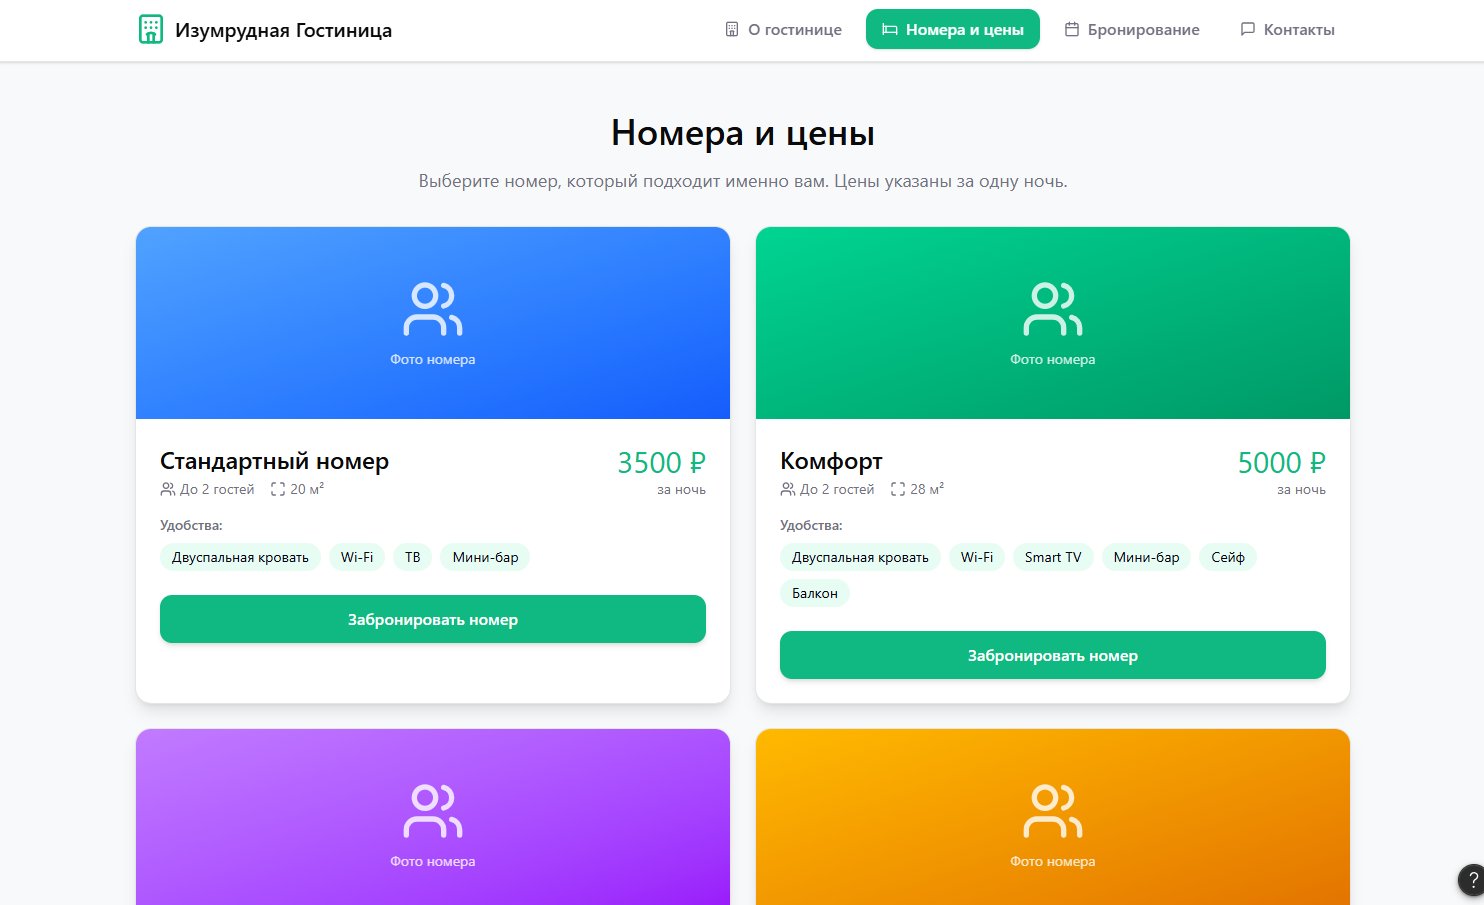 Изумрудная Гостиница
О гостинице
Номера и цены
Бронирование
Контакты
Номера и цены
Выберите номер, который подходит именно вам. Цены указаны за одну ночь.
Фото номера
Стандартный номер
3500 ₽
До 2 гостей 20 м²
за ночь
Удобства:
Двуспальная кровать Wi-Fi ТВ Мини-бар
Забронировать номер
Фото номера
Комфорт
5000 ₽
До 2 гостей 28 м²
за ночь
Удобства:
Двуспальная кровать Wi-Fi Smart TV Мини-бар Сейф
Балкон
Забронировать номер
Фото номера
Фото номера
?